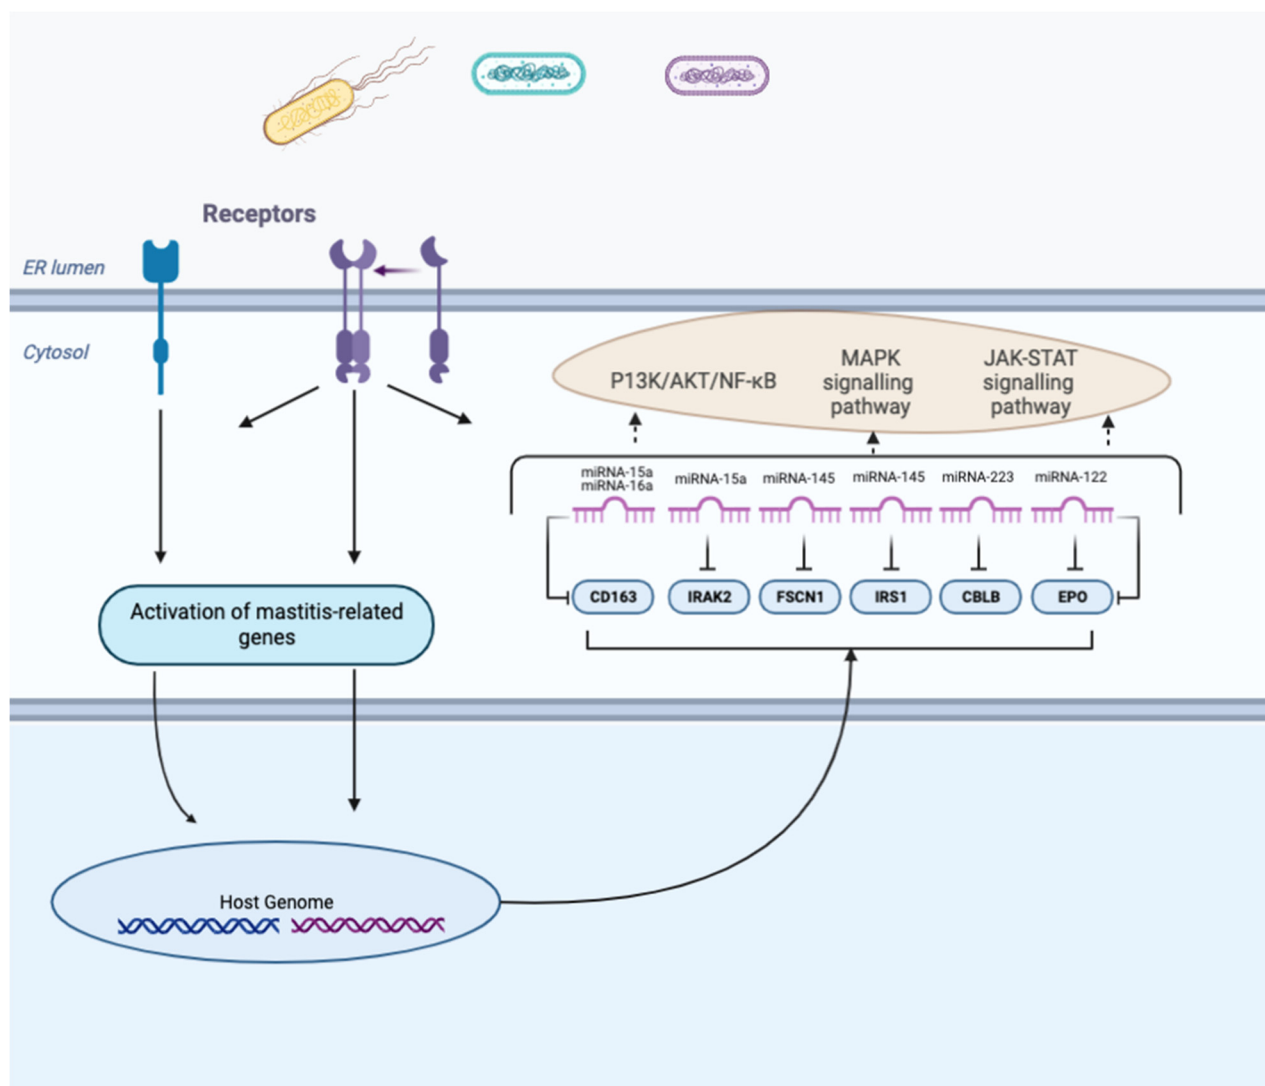 Receptors
ER lumen
Cytosol
P13K/AKT/NF-κB
MAPK
signalling
pathway
JAK-STAT
signalling
pathway
miRNA-15a
miRNA-16a
miRNA-15a
miRNA-145
miRNA-145
miRNA-223
miRNA-122
CD163
IRAK2
FSCN1
IRS1
CBLB
EPO
Activation of mastitis-related
genes
Host Genome